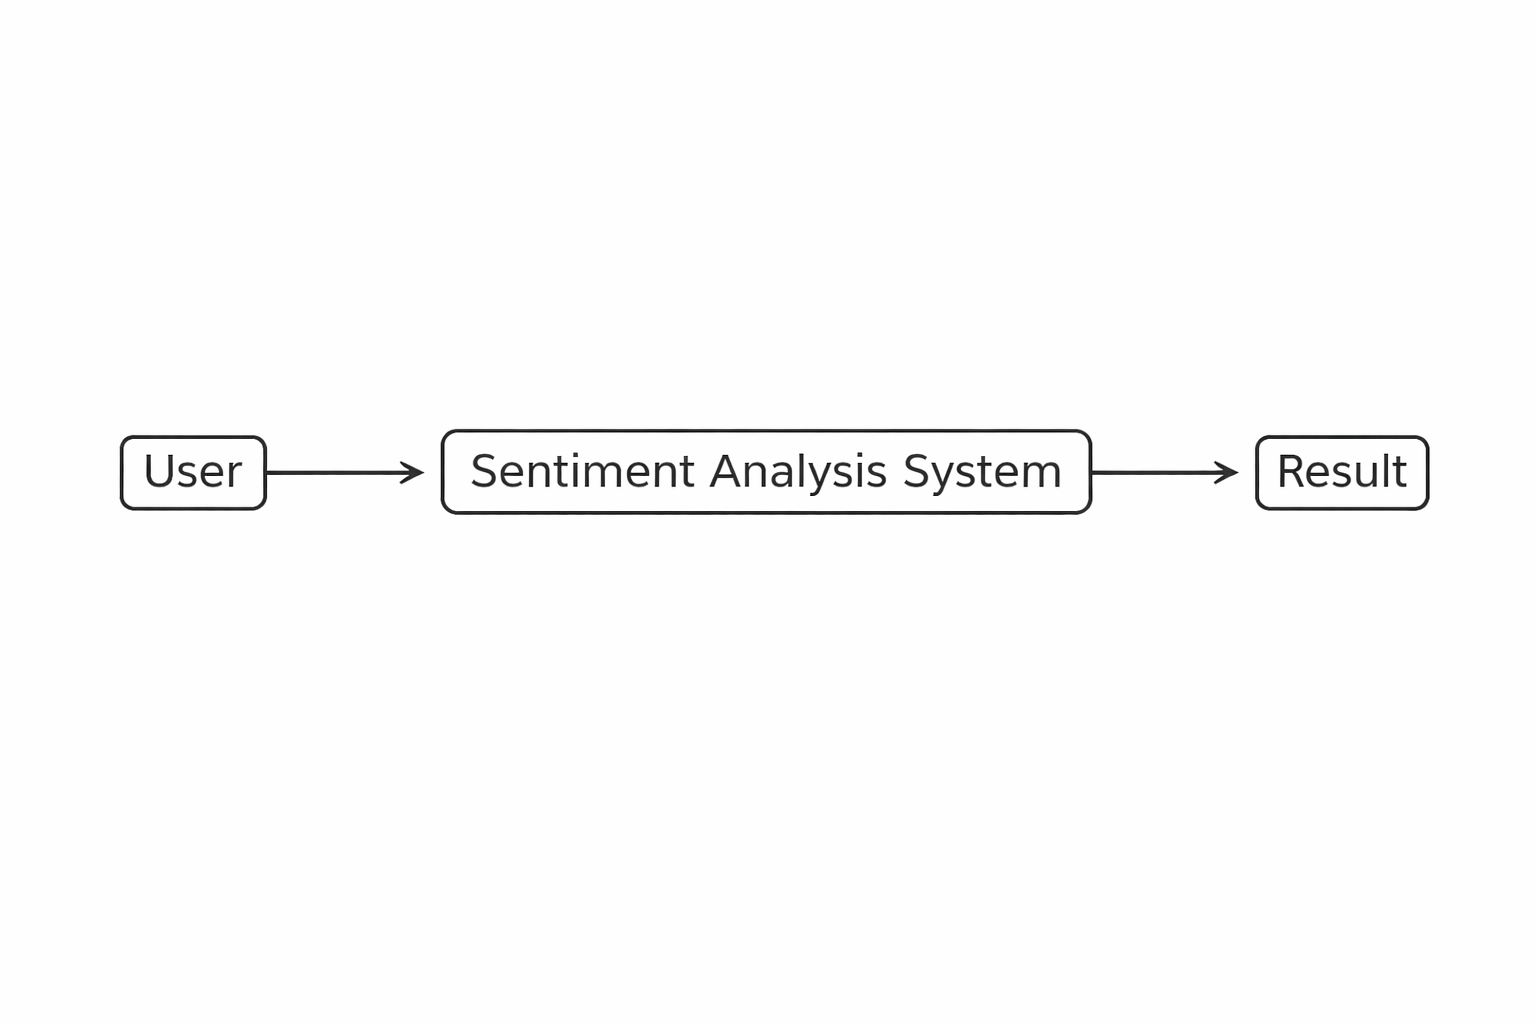 User
Sentiment Analysis System
Result